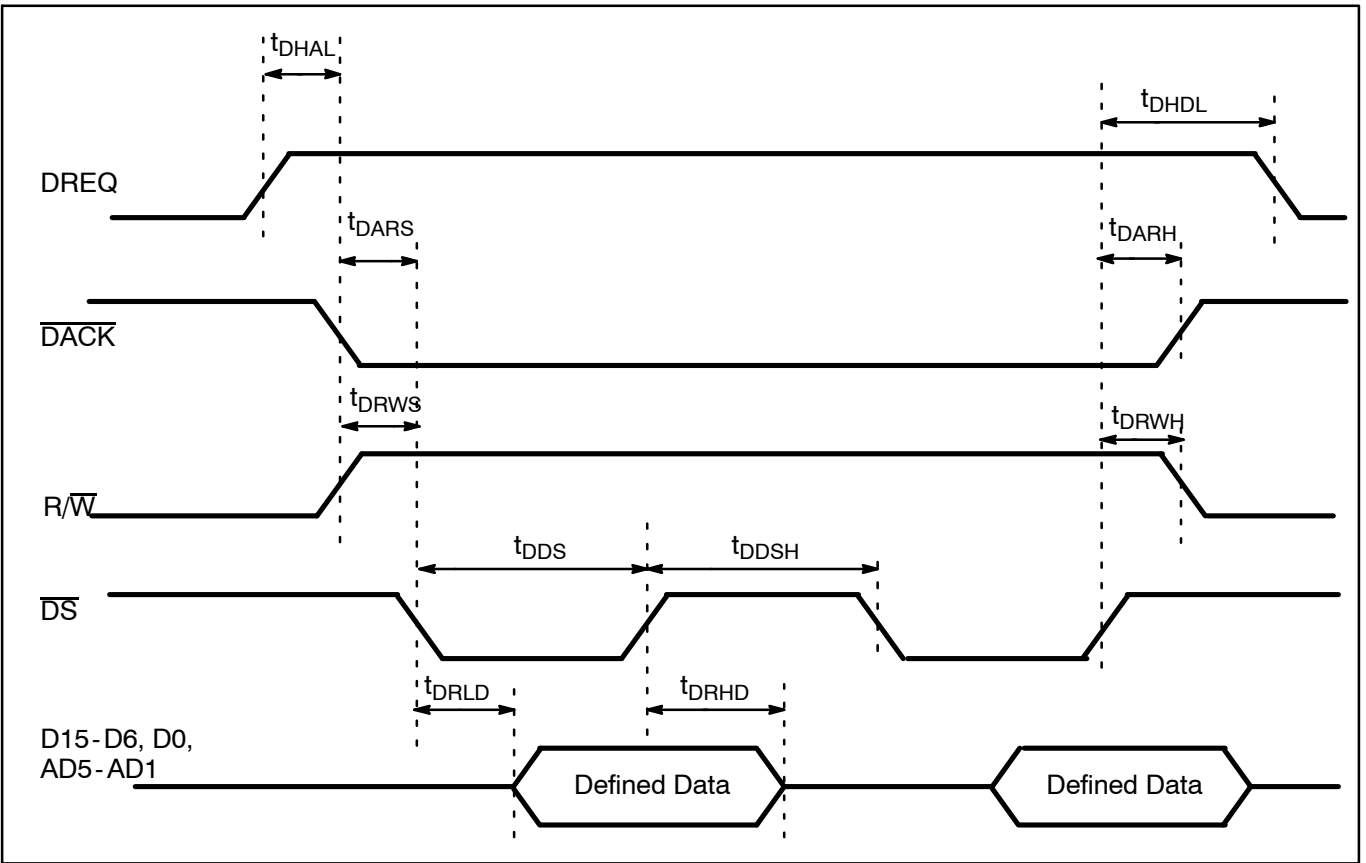 tDHAL
tDHDL
DREQ
tDARS
tDARH
DACK
tDRWS
tDRWH
R/W
tDDS
tDDSH
DS
tDRLD
tDRHD
D15-D6, D0,
AD5-AD1
Defined Data
Defined Data